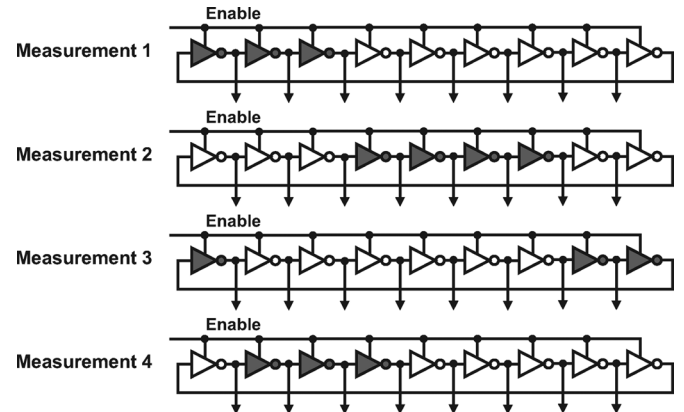 Enable
Measurement 1
Enable
Measurement 2
Enable
Measurement 3
Enable
Measurement 4